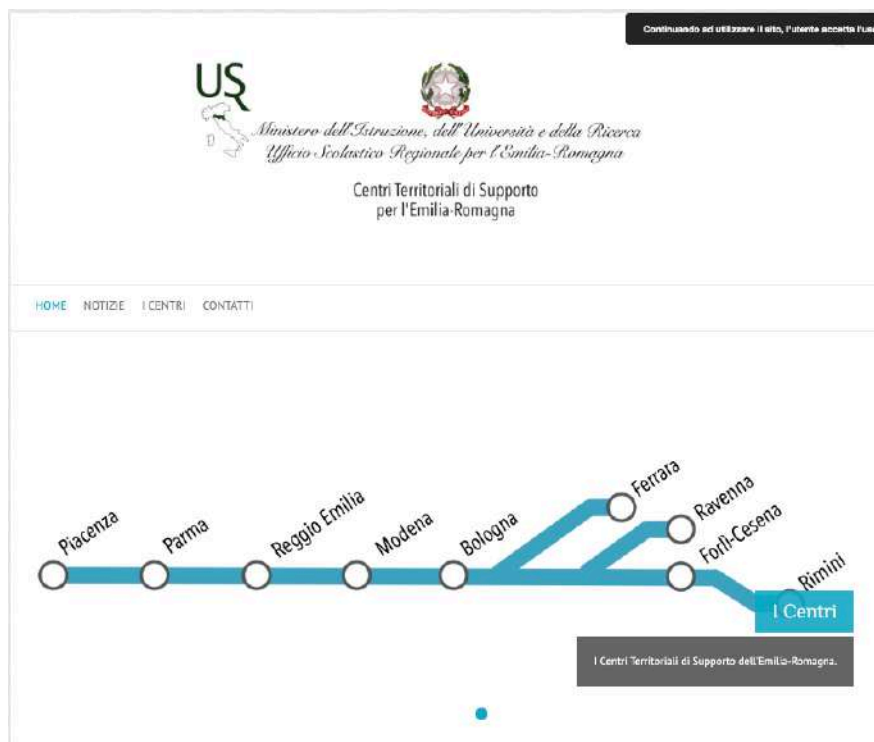 Continuando ad utilizzare il sito, l'utente accetta l'uso
US
Ministero dell'Istruzione, dell'Università e della Ricerca
Ufficio Scolastico Regionale per l'Emilia-Romagna
Centri Territoriali di Supporto
per l'Emilia-Romagna
HOME NOTIZIE I CENTRI CONTATTI
Piacenza
Parma
Reggio Emilia
Modena
Bologna
Ferrara
Ravenna
Forlì-Cesena
Rimini
I Centri
I Centri Territoriali di Supporto dell'Emilia-Romagna.